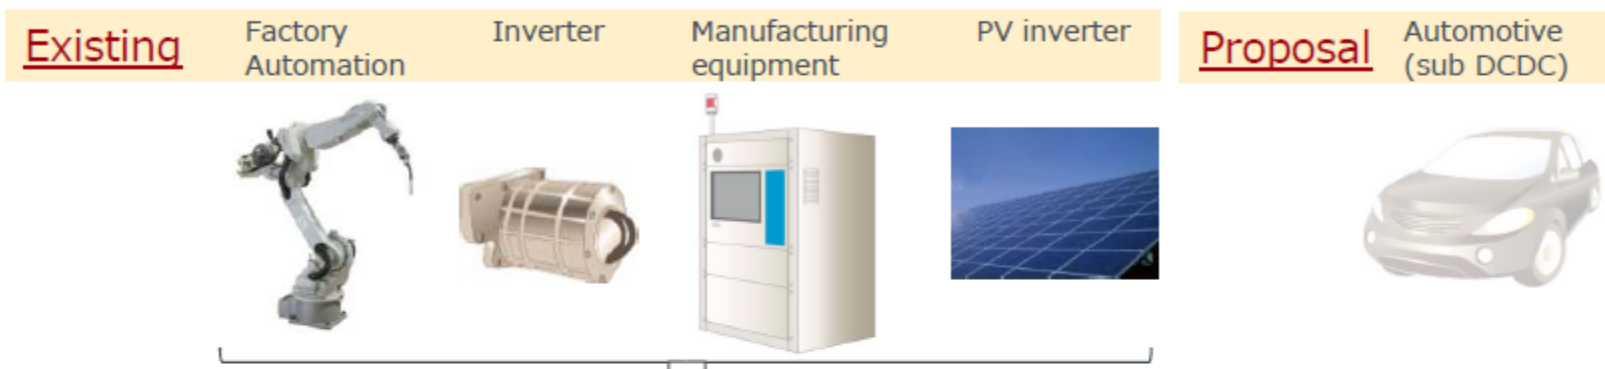 Existing
Factory
Automation
Inverter
Manufacturing
equipment
PV inverter
Proposal
Automotive
(sub DCDC)